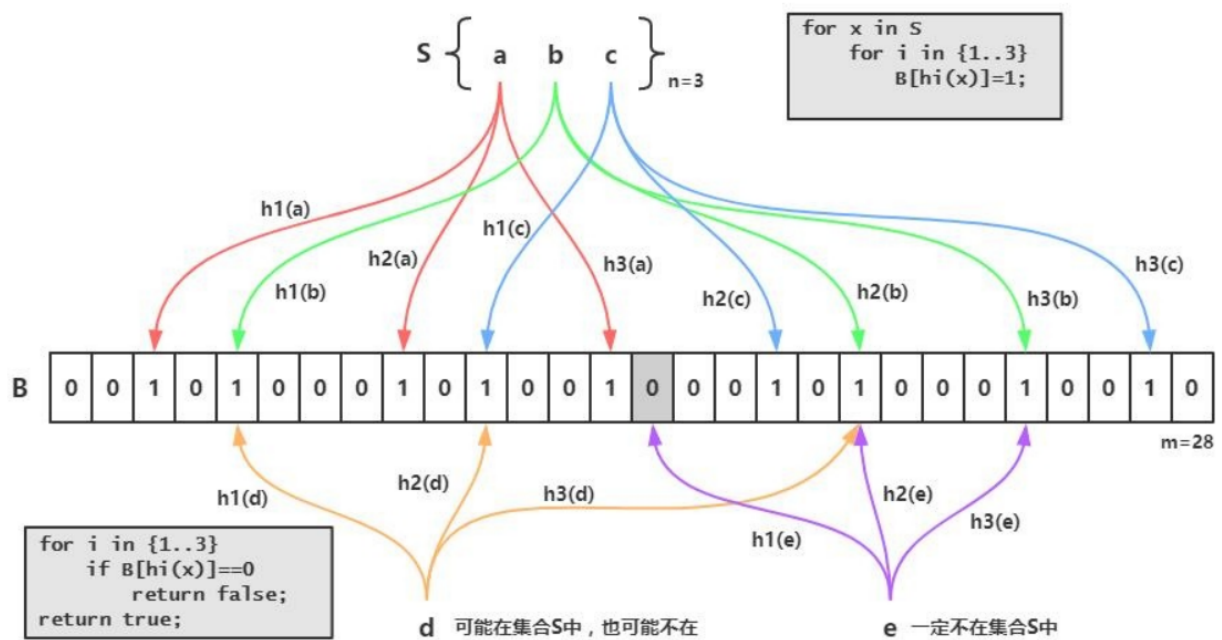 S { a b c } n=3
for x in S
for i in {1..3}
B[hi(x)]=1;
h1(a)
h1(b)
h2(a)
h1(c)
h3(a)
h2(c)
h2(b)
h3(b)
h3(c)
B 0 0 1 0 1 0 0 0 1 0 1 0 0 1 0 0 0 1 0 1 0 0 0 1 0 0 1 0
m=28
h1(d)
h2(d)
h3(d)
h1(e)
h2(e)
h3(e)
for i in {1..3}
if B[hi(x)]==0
return false;
return true;
d 可能在集合S中，也可能不在
e 一定不在集合S中